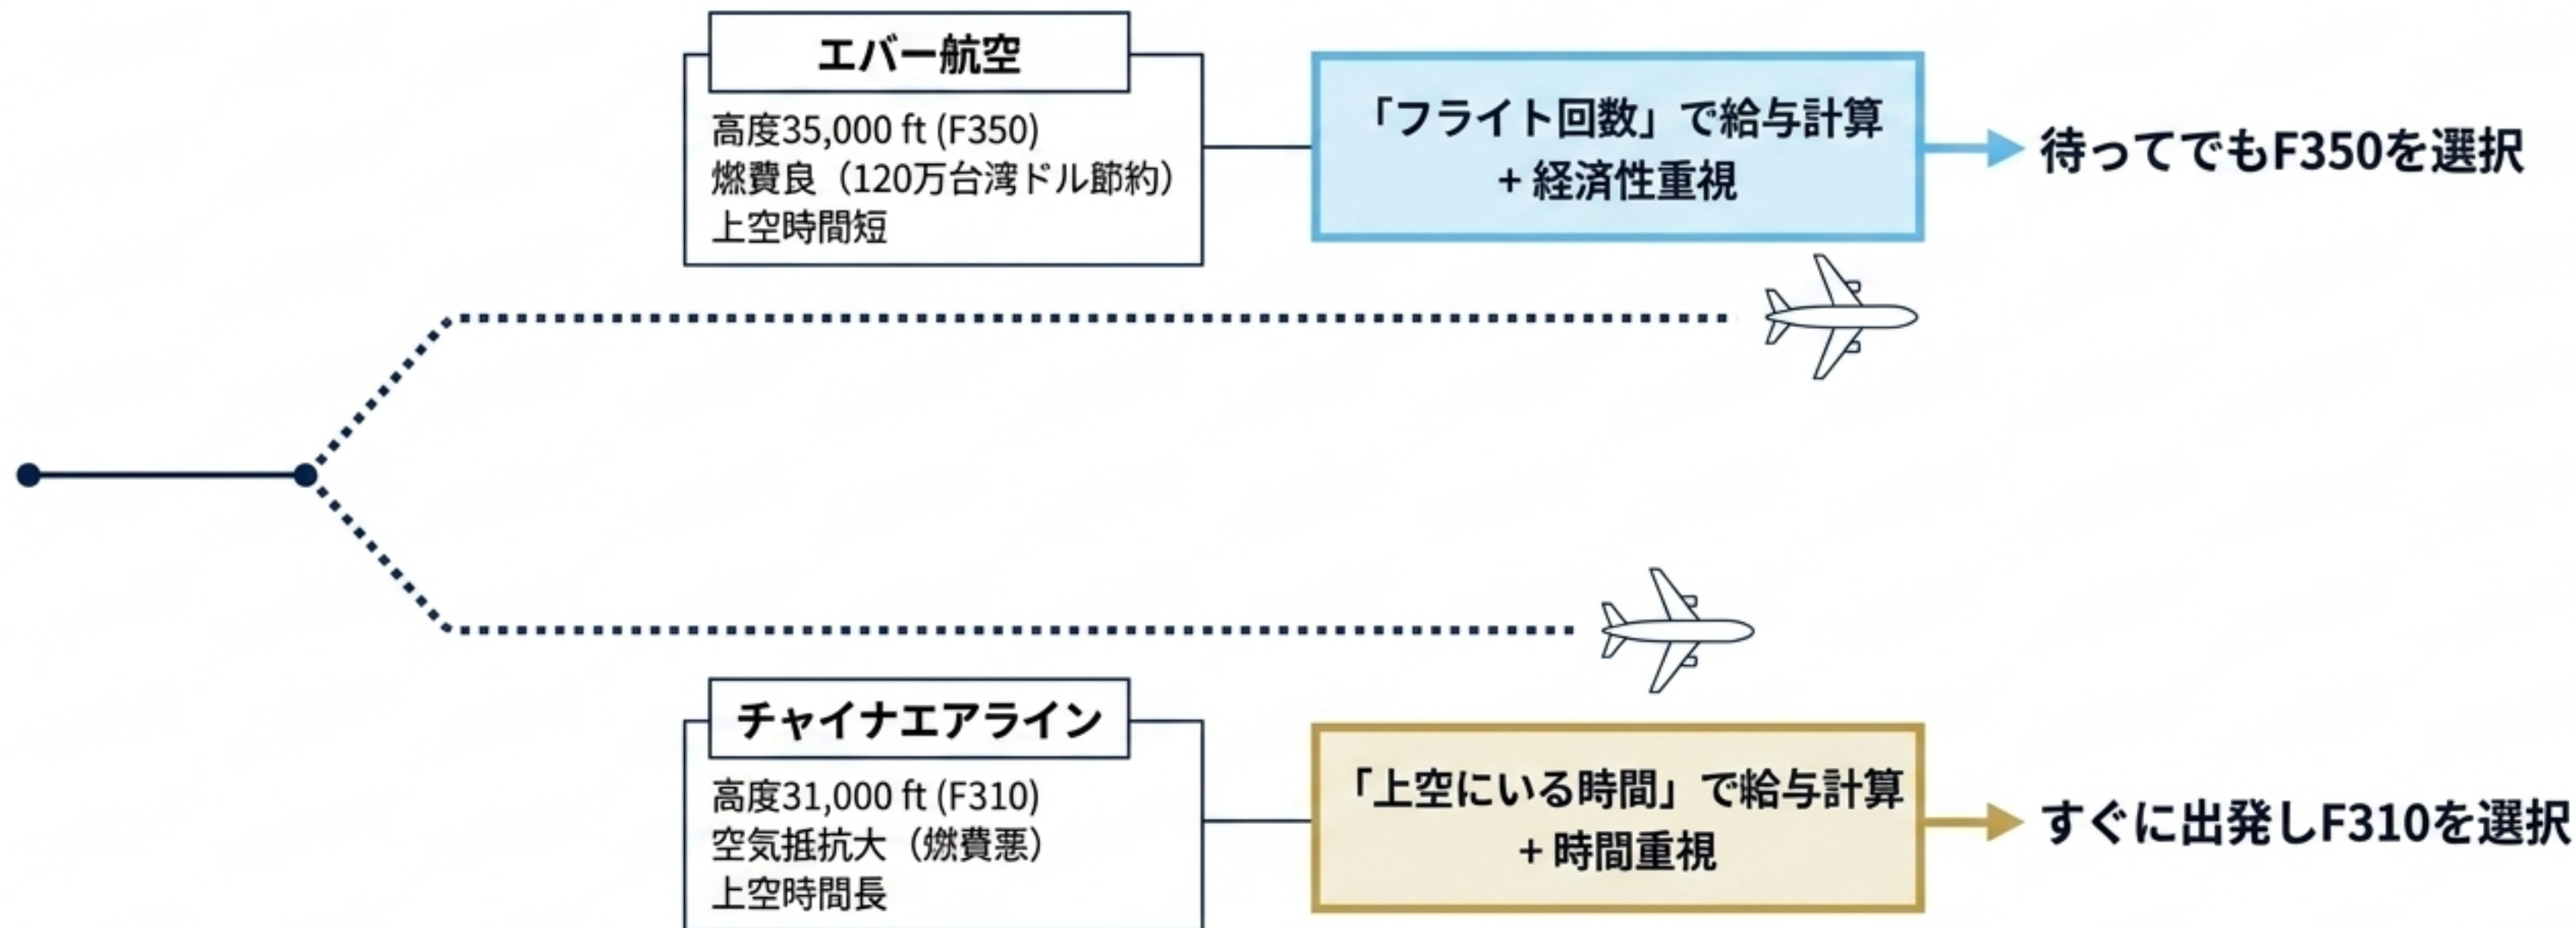 エバー航空
高度35,000 ft (F350)
燃費良（120万台湾ドル節約）
上空時間短
「フライト回数」で給与計算
+ 経済性重視
待ってでもF350を選択
チャイナエアライン
高度31,000 ft (F310)
空気抵抗大（燃費悪）
上空時間長
「上空にいる時間」で給与計算
+ 時間重視
すぐに出発しF310を選択